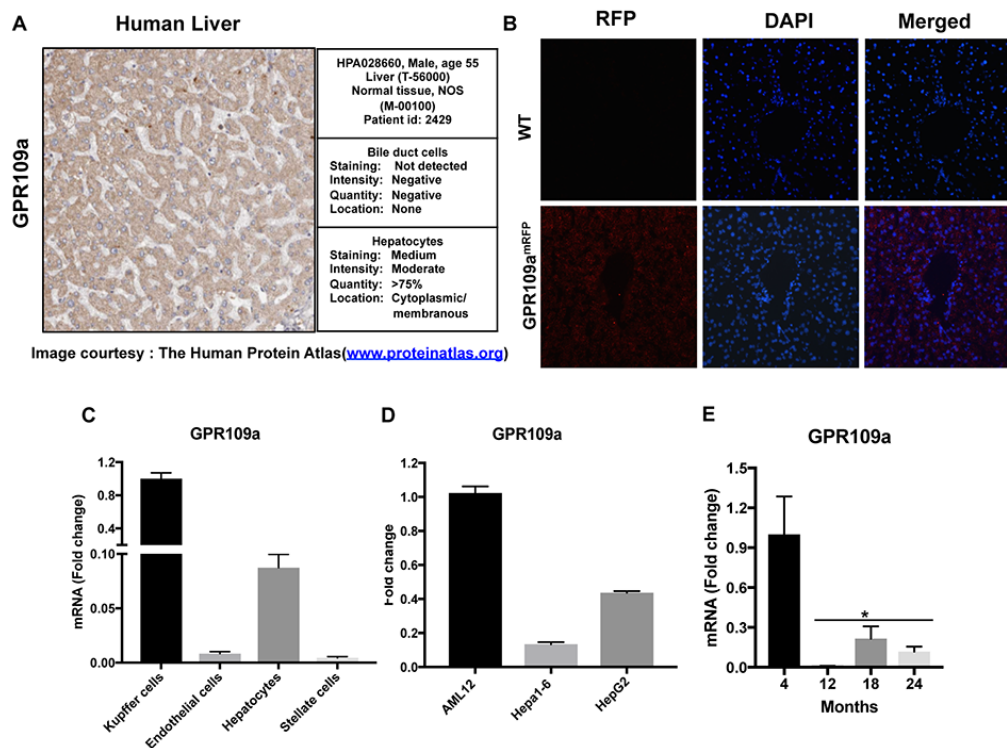 A
Human Liver
GPR109a
HPA028660, Male, age 55
Liver (T-56000)
Normal tissue, NOS
(M-00100)
Patient id: 2429
Bile duct cells
Staining: Not detected
Intensity: Negative
Quantity: Negative
Location: None
Hepatocytes
Staining: Medium
Intensity: Moderate
Quantity: >75%
Location: Cytoplasmic/
membranous
Image courtesy : The Human Protein Atlas(www.proteinatlas.org)
B
RFP DAPI Merged
WT
GPR109a^mRFP
C
GPR109a
mRNA (Fold change)
1.2
0.8
0.4
0.10
0.05
0.00
Kupffer cells
Endothelial cells
Hepatocytes
Stellate cells
D
GPR109a
Fold change
1.2
1.0
0.8
0.6
0.4
0.2
0.0
AML12
Hepa1-6
HepG2
E
GPR109a
mRNA (Fold change)
1.5
1.2
0.9
0.6
0.3
0.0
*
4 12 18 24
Months